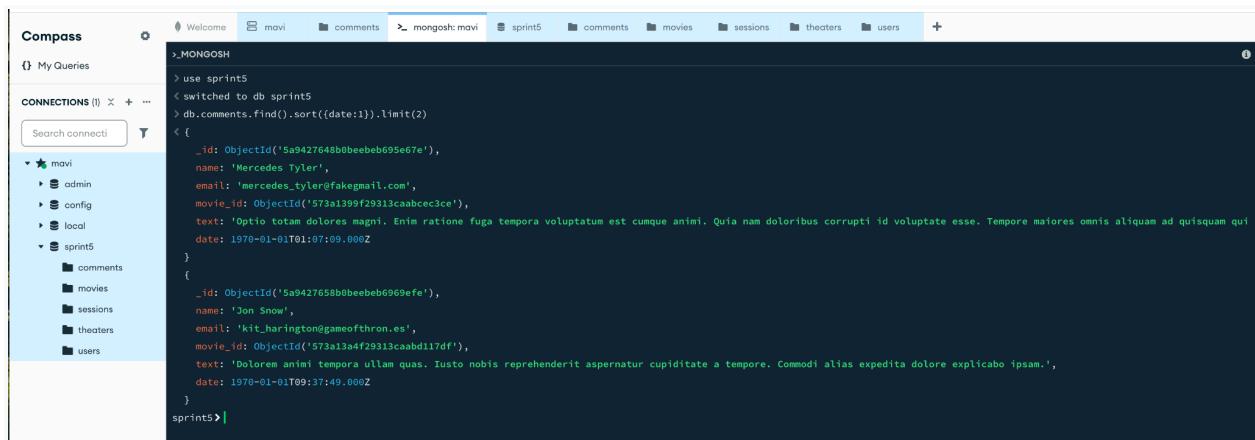 Compass
{} My Queries
CONNECTIONS (1)
Search connecti
mavi
admin
config
local
sprint5
comments
movies
sessions
theaters
users
Welcome
mavi
comments
>_ mongosh: mavi
sprint5
comments
movies
sessions
theaters
users
+
>_MONGOSH
> use sprint5
< switched to db sprint5
> db.comments.find().sort({date:1}).limit(2)
< {
_id: ObjectId('5a9427648b0beebeb695e67e'),
name: 'Mercedes Tyler',
email: 'mercedes_tyler@fakegmail.com',
movie_id: ObjectId('573a1399f29313caabcec3ce'),
text: 'Optio totam dolores magni. Enim ratione fuga tempora voluptatum est cumque animi. Quia nam doloribus corrupti id voluptate esse. Tempore maiores omnis aliquam ad quisquam qui
date: 1970-01-01T01:07:09.000Z
}
{
_id: ObjectId('5a9427658b0beebeb6969efe'),
name: 'Jon Snow',
email: 'kit_harington@gameofthron.es',
movie_id: ObjectId('573a13a4f29313caabd117df'),
text: 'Dolorem animi tempora ullam quas. Iusto nobis reprehenderit aspernatur cupiditate a tempore. Commodi alias expedita dolore explicabo ipsam.',
date: 1970-01-01T09:37:49.000Z
}
sprint5>